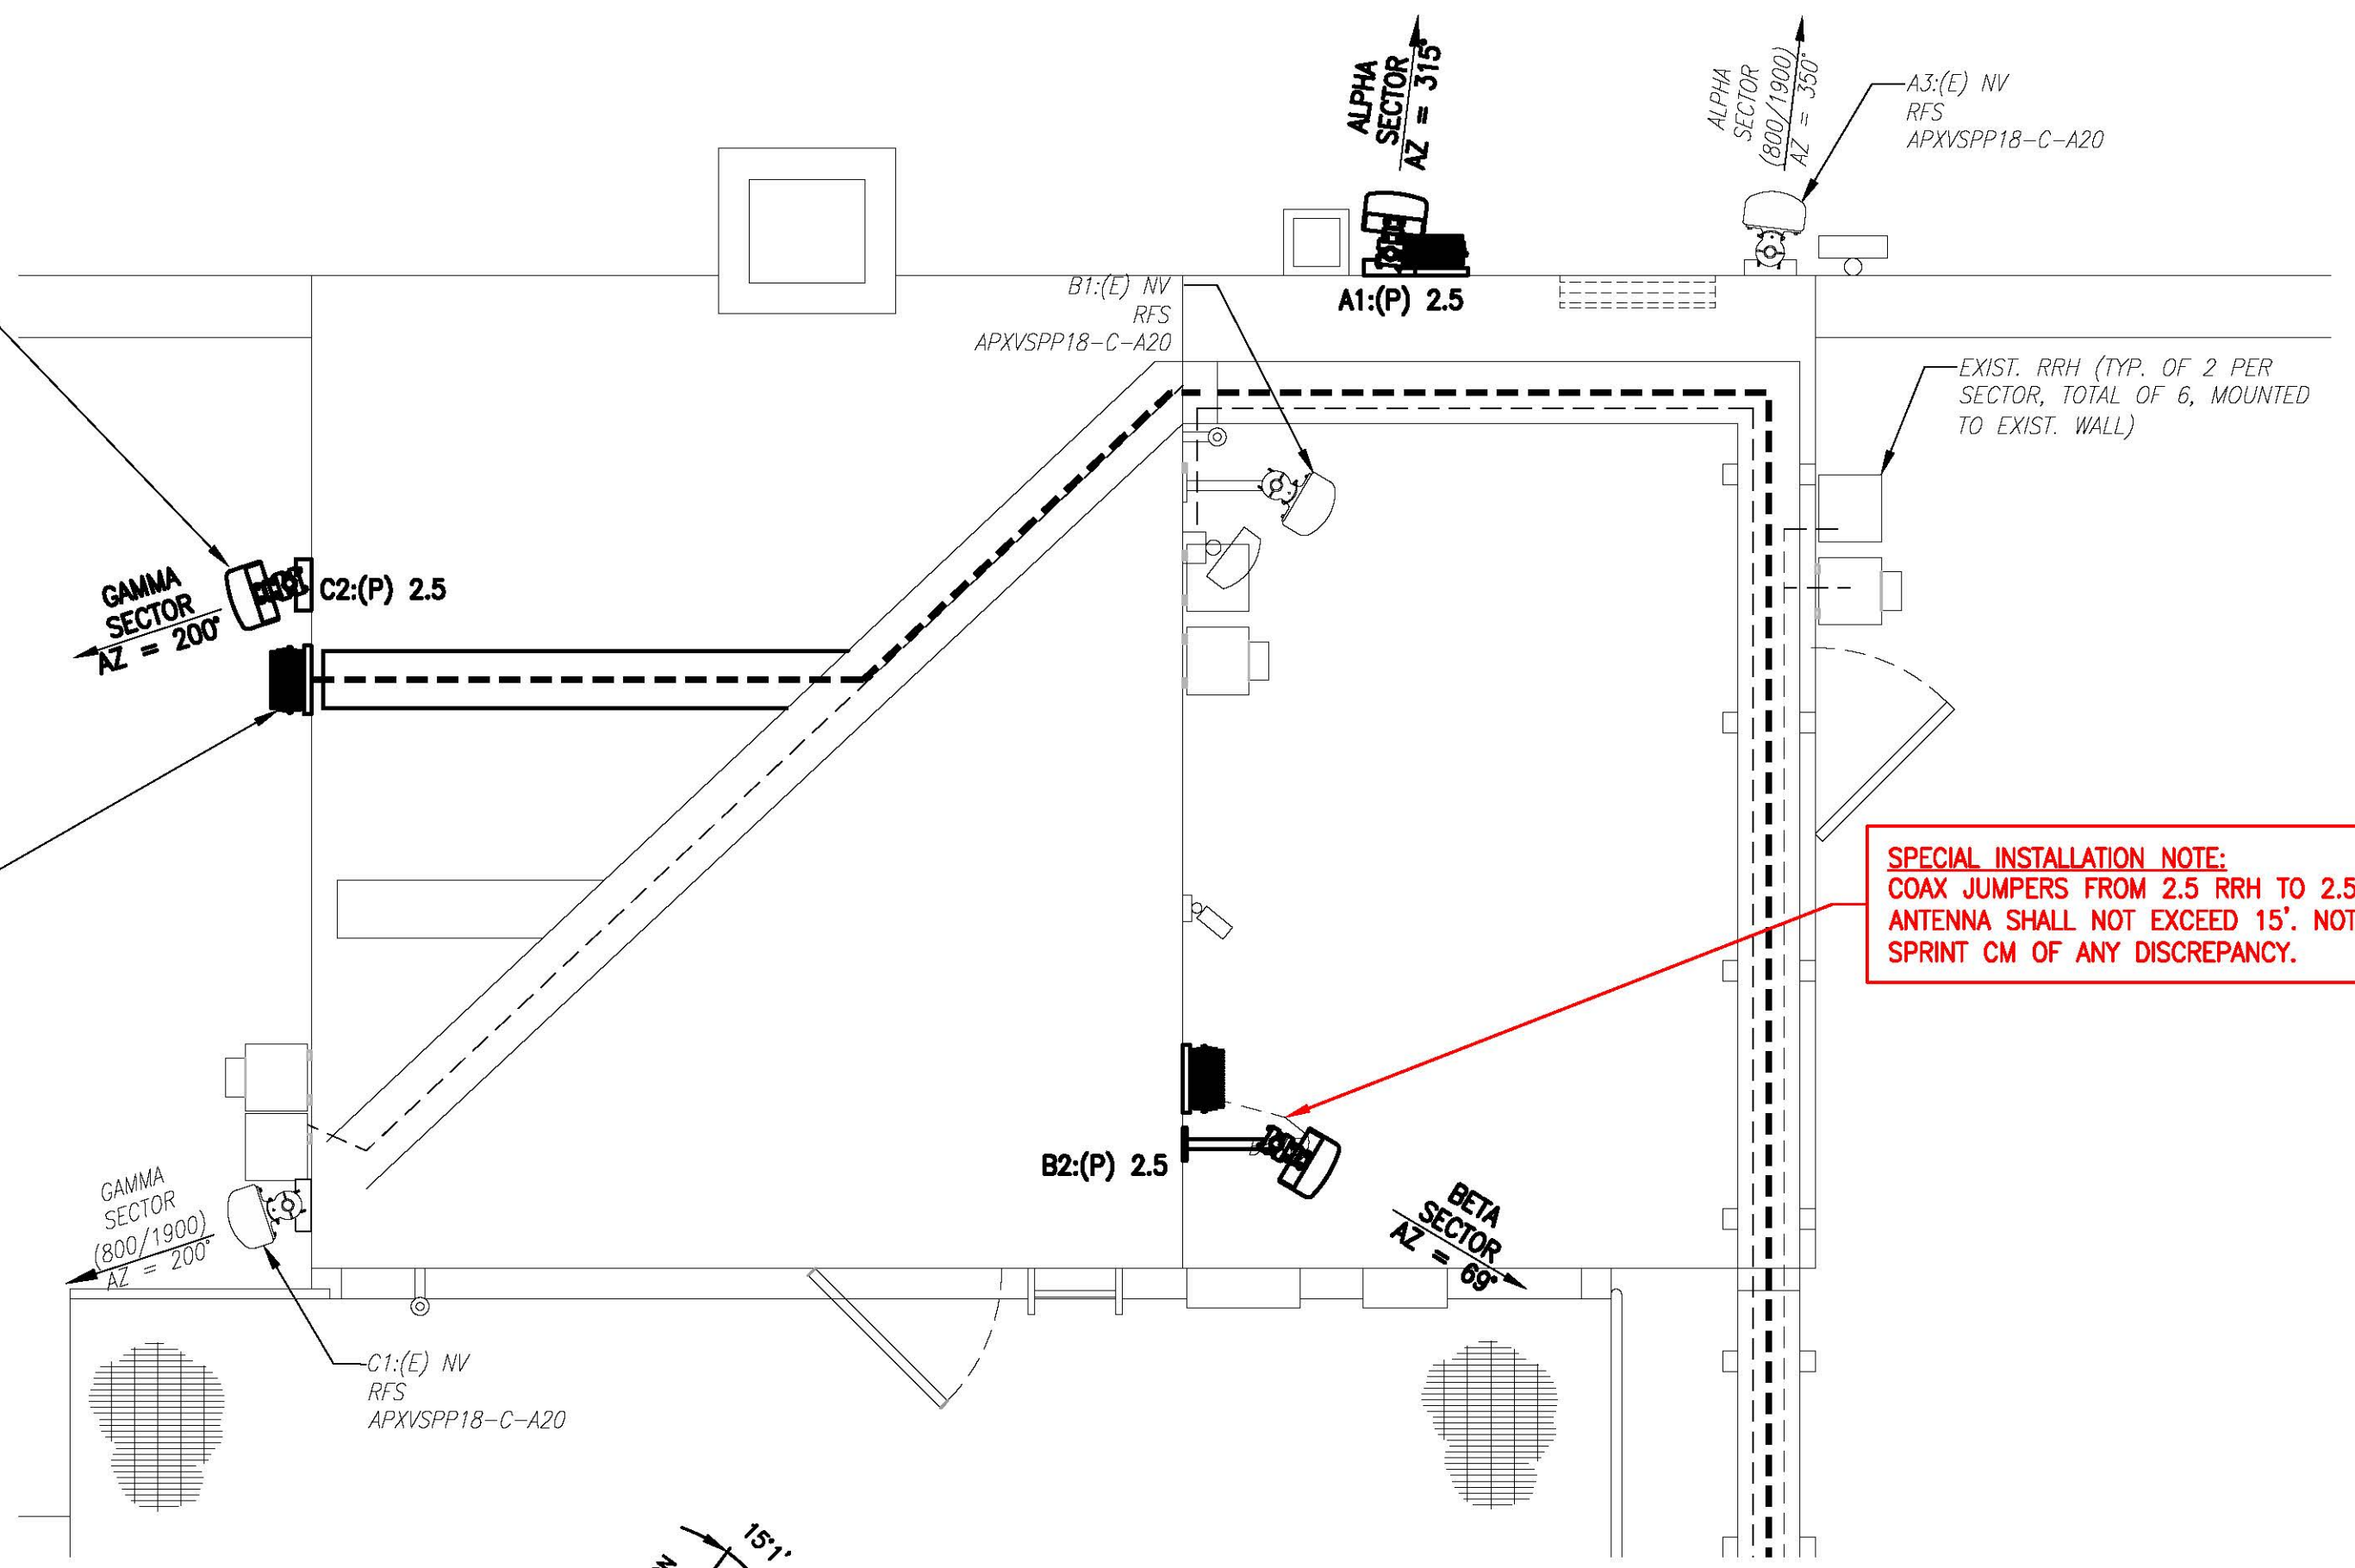 ALPHA
SECTOR
AZ = 315°
ALPHA
SECTOR
(800/1900)
AZ = 350°
A3:(E) NV
RFS
APXVSPP18-C-A20
B1:(E) NV
RFS
APXVSPP18-C-A20
A1:(P) 2.5
EXIST. RRH (TYP. OF 2 PER
SECTOR, TOTAL OF 6, MOUNTED
TO EXIST. WALL)
GAMMA
SECTOR
AZ = 200°
C2:(P) 2.5
SPECIAL INSTALLATION NOTE:
COAX JUMPERS FROM 2.5 RRH TO 2.5
ANTENNA SHALL NOT EXCEED 15'. NOT
SPRINT CM OF ANY DISCREPANCY.
B2:(P) 2.5
BETA
SECTOR
AZ = 69°
GAMMA
SECTOR
(800/1900)
AZ = 200°
C1:(E) NV
RFS
APXVSPP18-C-A20
15°1'